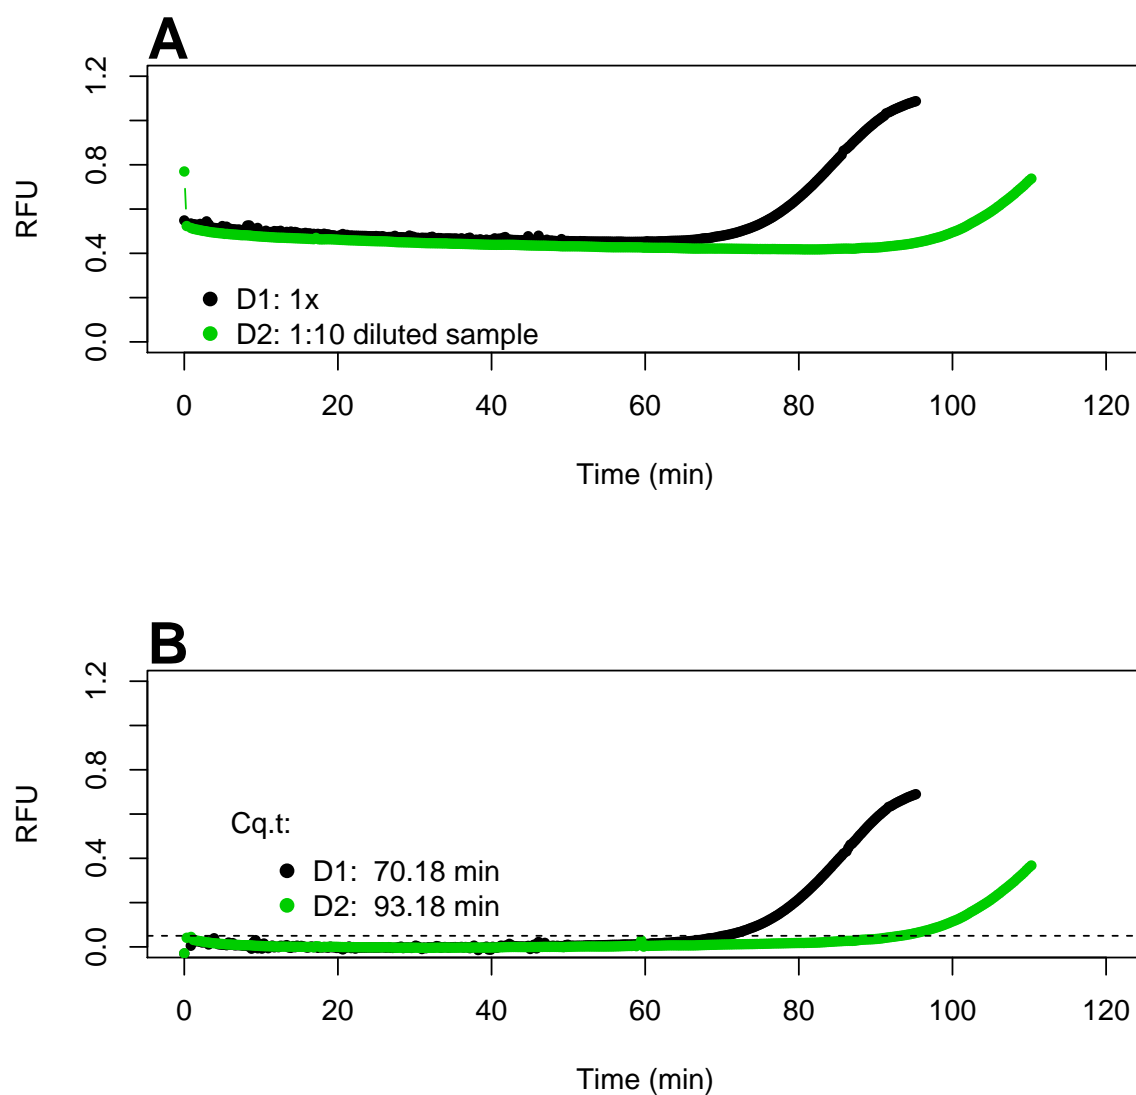 A
1.2
0.8
0.4
0.0
RFU
D1: 1x
D2: 1:10 diluted sample
0 20 40 60 80 100 120
Time (min)
B
1.2
0.8
0.4
0.0
RFU
Cq.t:
D1: 70.18 min
D2: 93.18 min
0 20 40 60 80 100 120
Time (min)